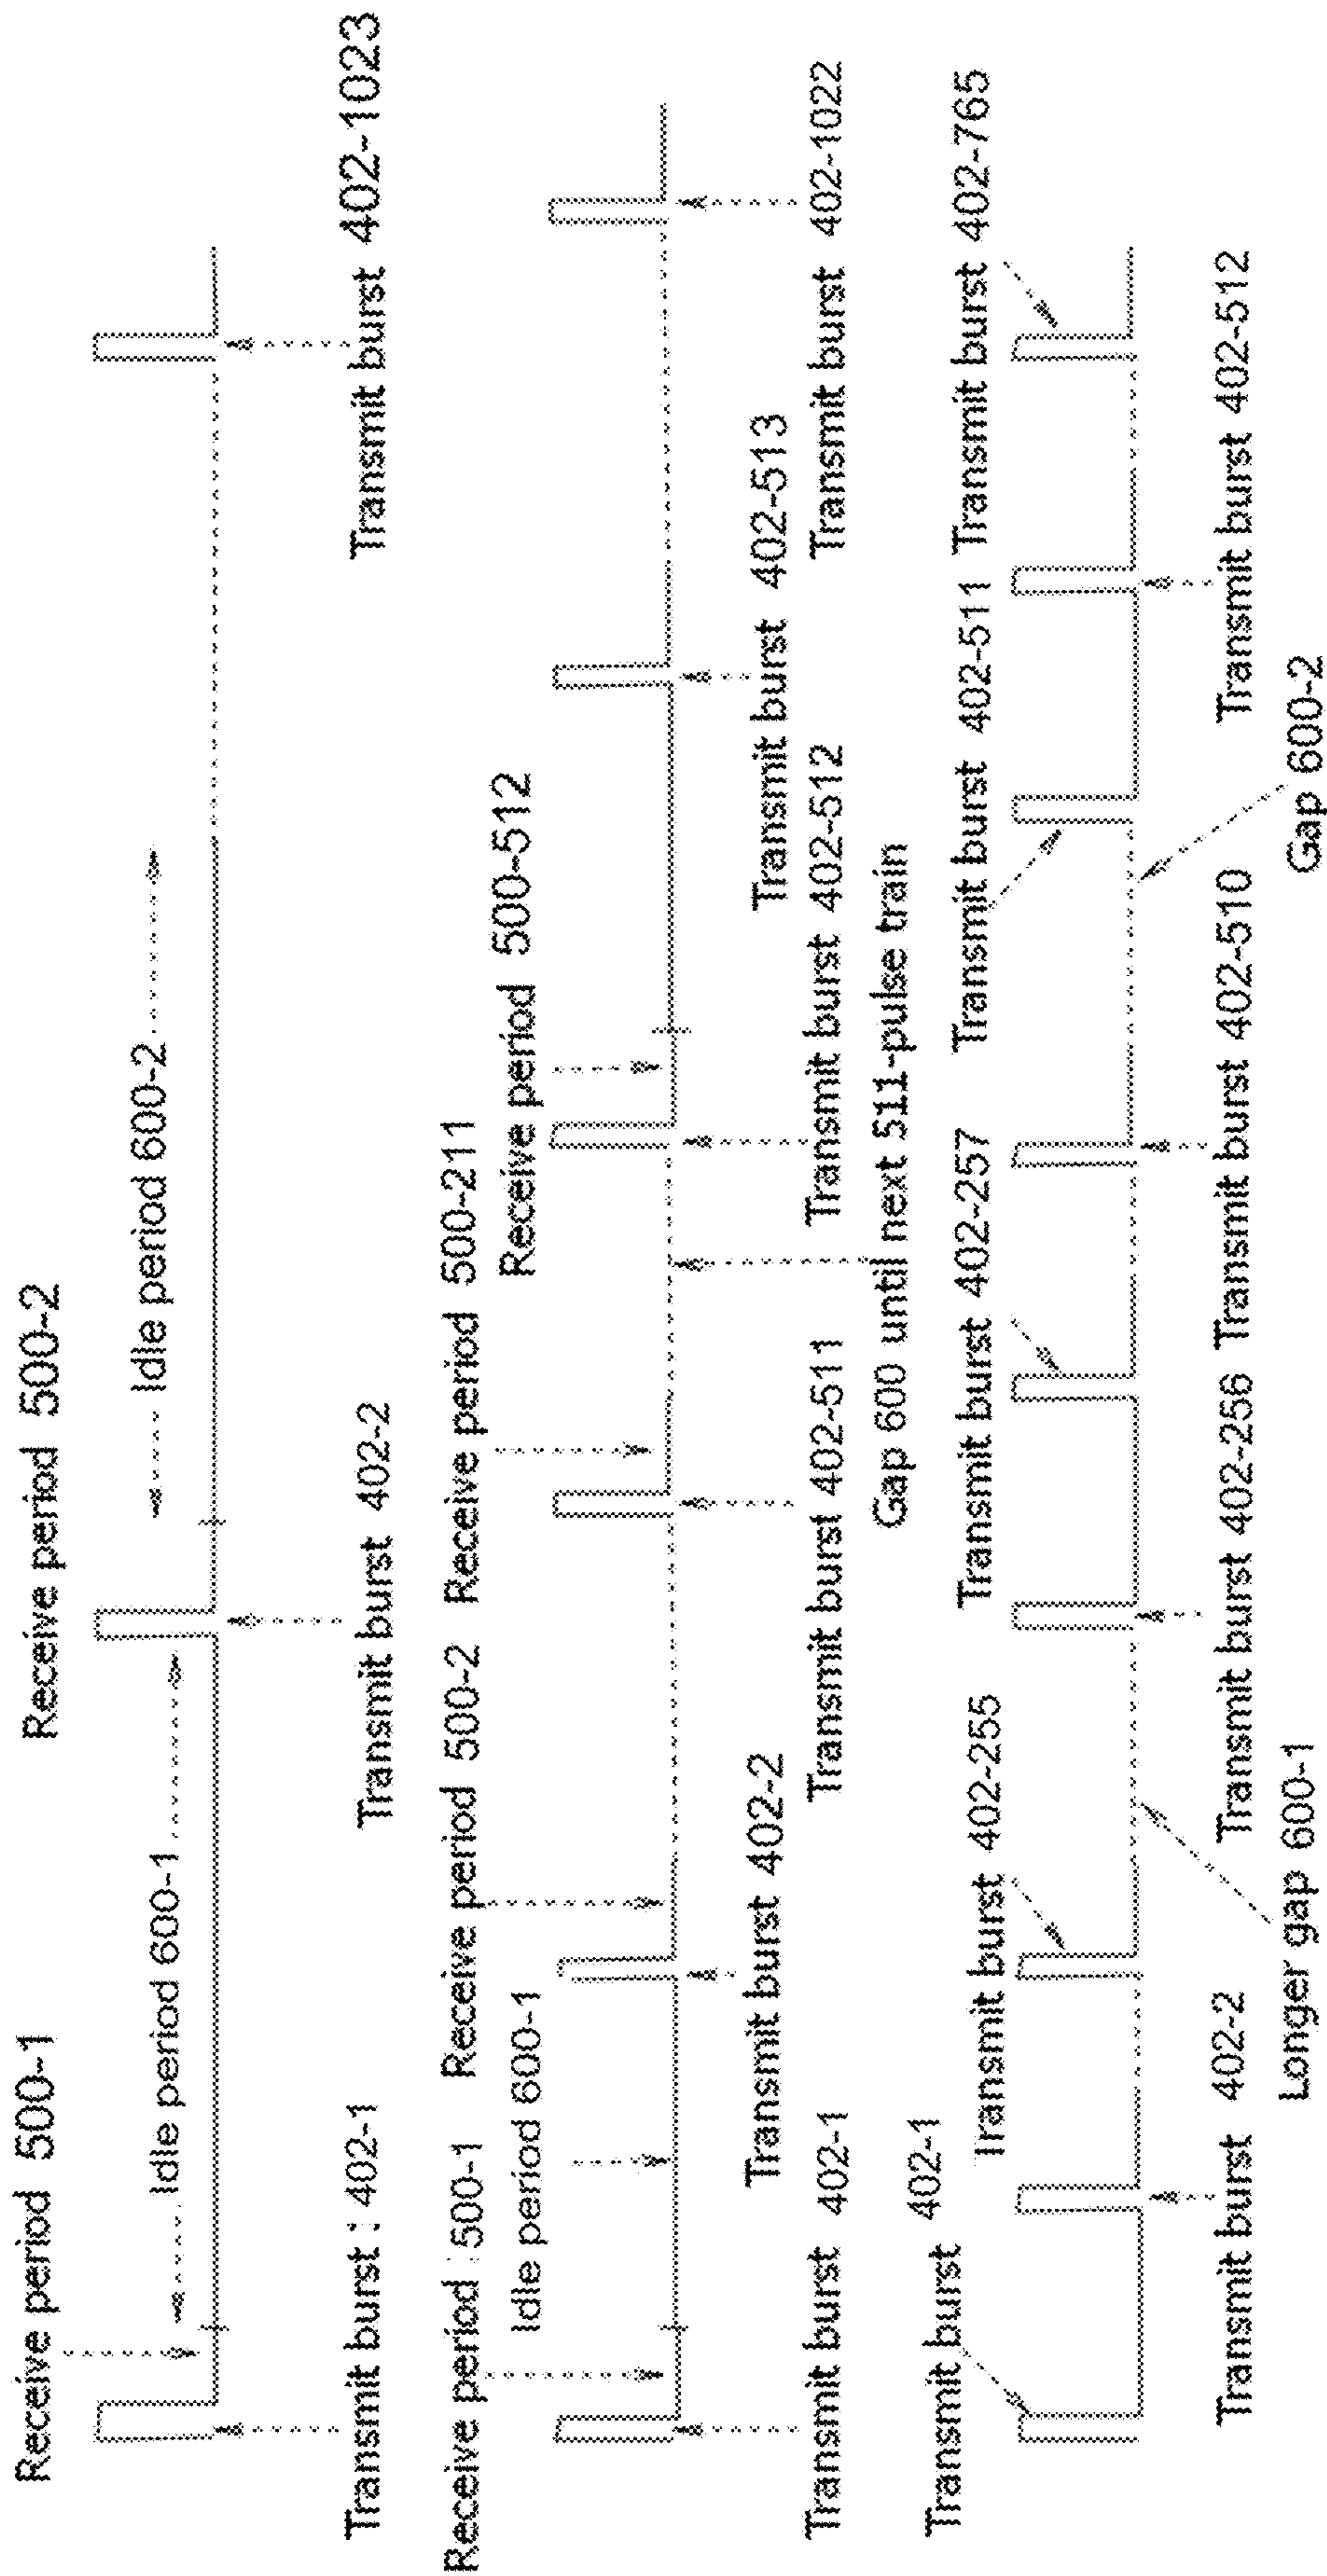 Receive period 500-1
Receive period 500-2
Idle period 600-1
Idle period 600-2
Transmit burst : 402-1
Transmit burst 402-2
Transmit burst 402-1023
Receive period 500-1
Receive period 500-2
Receive period 500-211
Receive period 500-512
Idle period 600-1
Transmit burst 402-2
Transmit burst 402-513
Transmit burst 402-1
Transmit burst 402-511
Transmit burst 402-512
Transmit burst 402-1022
Gap 600 until next 511-pulse train
Transmit burst 402-1
Transmit burst 402-255
Transmit burst 402-257
Transmit burst 402-511
Transmit burst 402-765
Transmit burst 402-2
Transmit burst 402-256
Transmit burst 402-510
Transmit burst 402-512
Longer gap 600-1
Gap 600-2